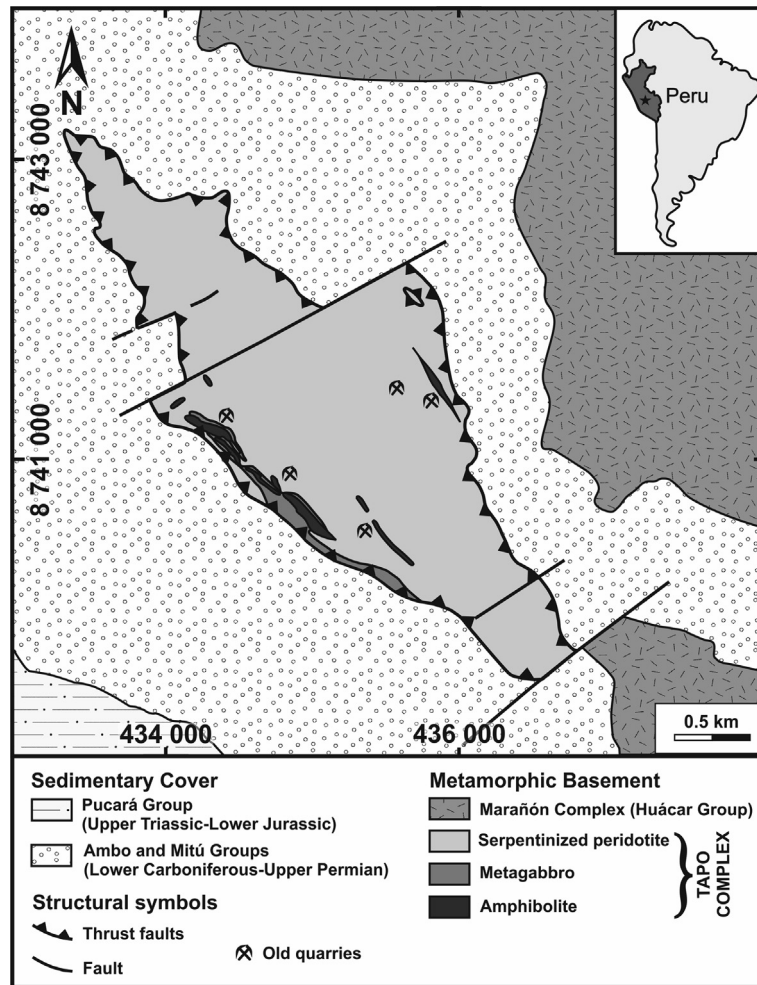 N
Peru
8 743 000
8 741 000
434 000
436 000
0.5 km
Sedimentary Cover
Pucará Group
(Upper Triassic-Lower Jurassic)
Ambo and Mitú Groups
(Lower Carboniferous-Upper Permian)
Structural symbols
Thrust faults
Fault
Old quarries
Metamorphic Basement
Marañón Complex (Huácar Group)
Serpentinized peridotite
Metagabbro
Amphibolite
TAPO
COMPLEX